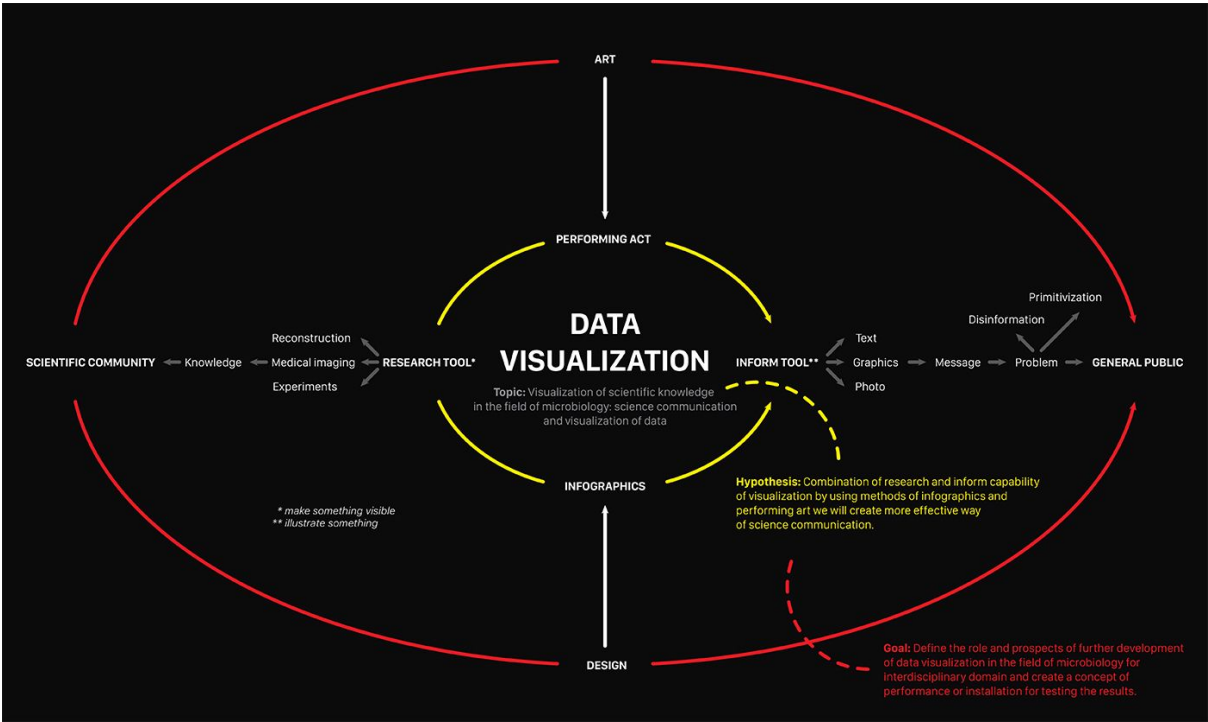 ART
PERFORMING ACT
DATA
VISUALIZATION
Topic: Visualization of scientific knowledge
in the field of microbiology: science communication
and visualization of data
SCIENTIFIC COMMUNITY
Knowledge
Reconstruction
Medical imaging
Experiments
RESEARCH TOOL*
INFORM TOOL**
Text
Graphics
Photo
Message
Problem
Disinformation
Primitivization
GENERAL PUBLIC
INFOGRAPHICS
* make something visible
** illustrate something
Hypothesis: Combination of research and inform capability
of visualization by using methods of infographics and
performing art we will create more effective way
of science communication.
DESIGN
Goal: Define the role and prospects of further development
of data visualization in the field of microbiology for
interdisciplinary domain and create a concept of
performance or installation for testing the results.